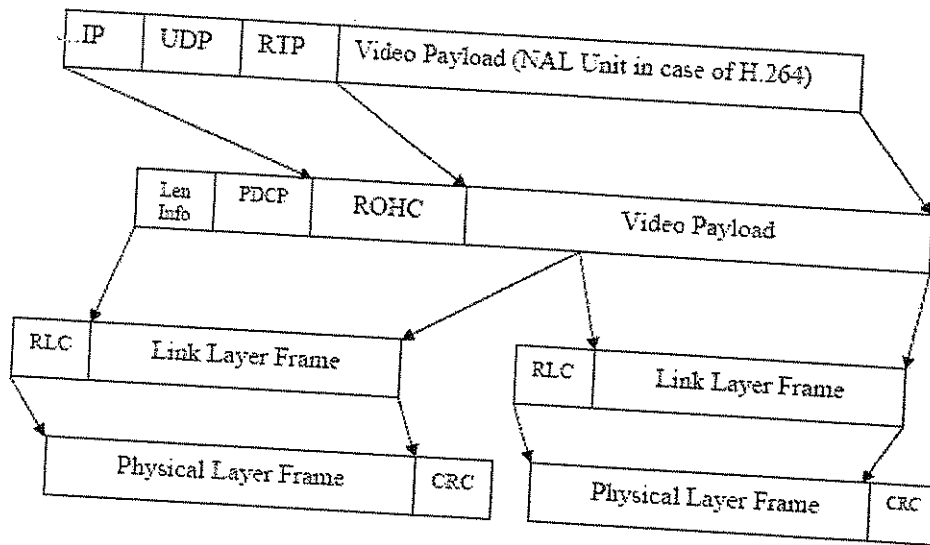 IP UDP RTP Video Payload (NAL Unit in case of H.264)
Len Info PDCP ROHC Video Payload
RLC Link Layer Frame RLC Link Layer Frame
Physical Layer Frame CRC Physical Layer Frame CRC